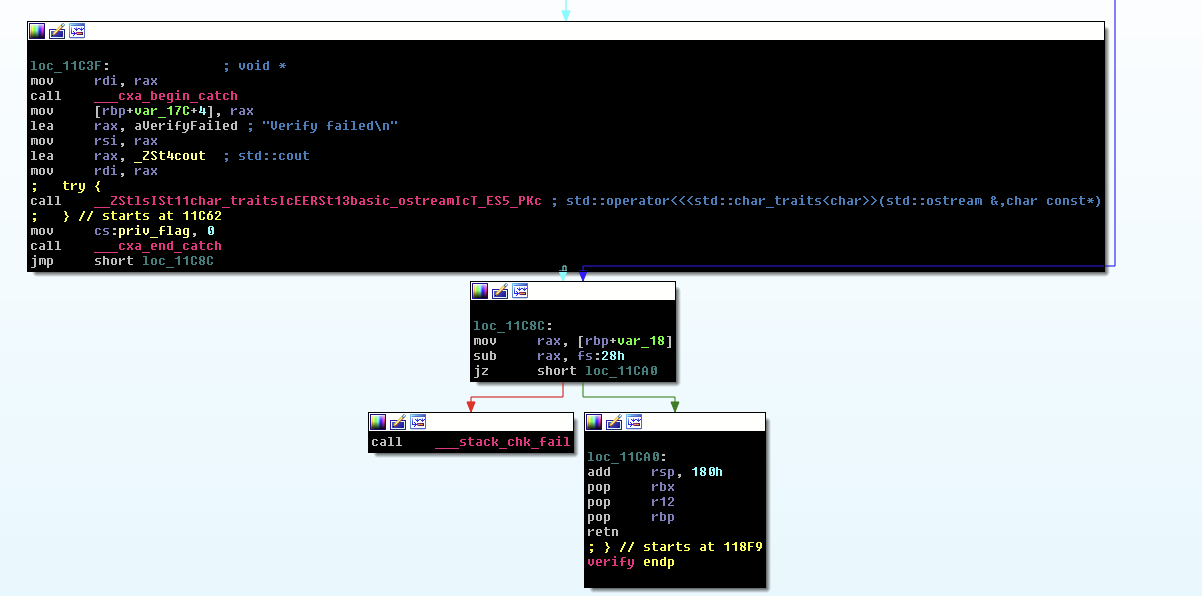 loc_11C3F:               ; void *
mov     rdi, rax
call    ___cxa_begin_catch
mov     [rbp+var_17C+4], rax
lea     rax, aVerifyFailed ; "Verify failed\n"
mov     rsi, rax
lea     rax, _ZSt4cout  ; std::cout
mov     rdi, rax
;   try {
call    __ZStlsISt11char_traitsIcEERSt13basic_ostreamIcT_ES5_PKc ; std::operator<<<std::char_traits<char>>(std::ostream &,char const*)
;   } // starts at 11C62
mov     cs:priv_flag, 0
call    ___cxa_end_catch
jmp     short loc_11C8C
loc_11C8C:
mov     rax, [rbp+var_18]
sub     rax, fs:28h
jz      short loc_11CA0
call    ___stack_chk_fail
loc_11CA0:
add     rsp, 180h
pop     rbx
pop     r12
pop     rbp
retn
; } // starts at 118F9
verify endp